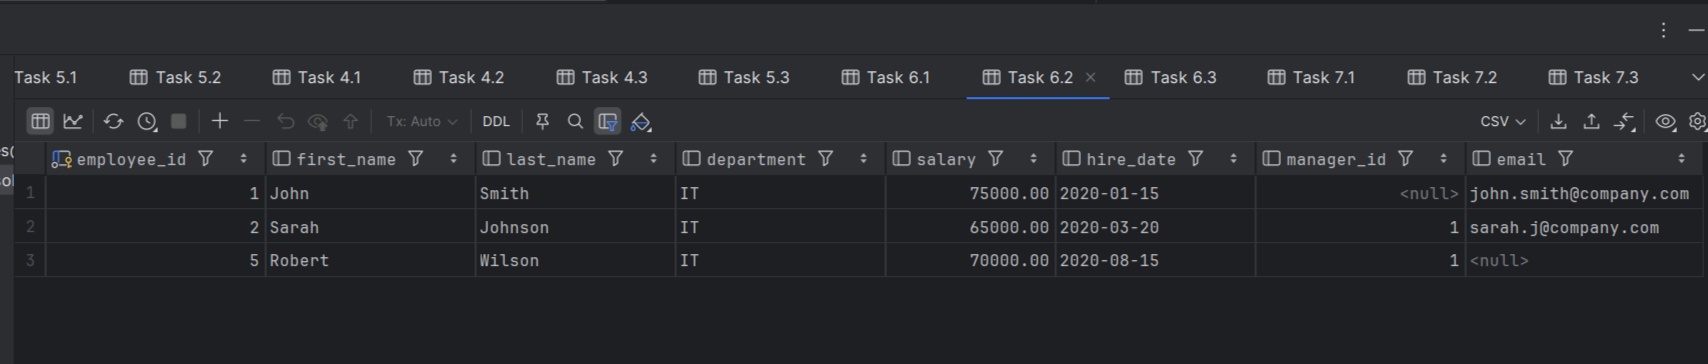 Task 5.1 Task 5.2 Task 4.1 Task 4.2 Task 4.3 Task 5.3 Task 6.1 Task 6.2 Task 6.3 Task 7.1 Task 7.2 Task 7.3
Tx: Auto DDL CSV
employee_id first_name last_name department salary hire_date manager_id email
1 1 John Smith IT 75000.00 2020-01-15 <null> john.smith@company.com
2 2 Sarah Johnson IT 65000.00 2020-03-20 1 sarah.j@company.com
3 5 Robert Wilson IT 70000.00 2020-08-15 1 <null>